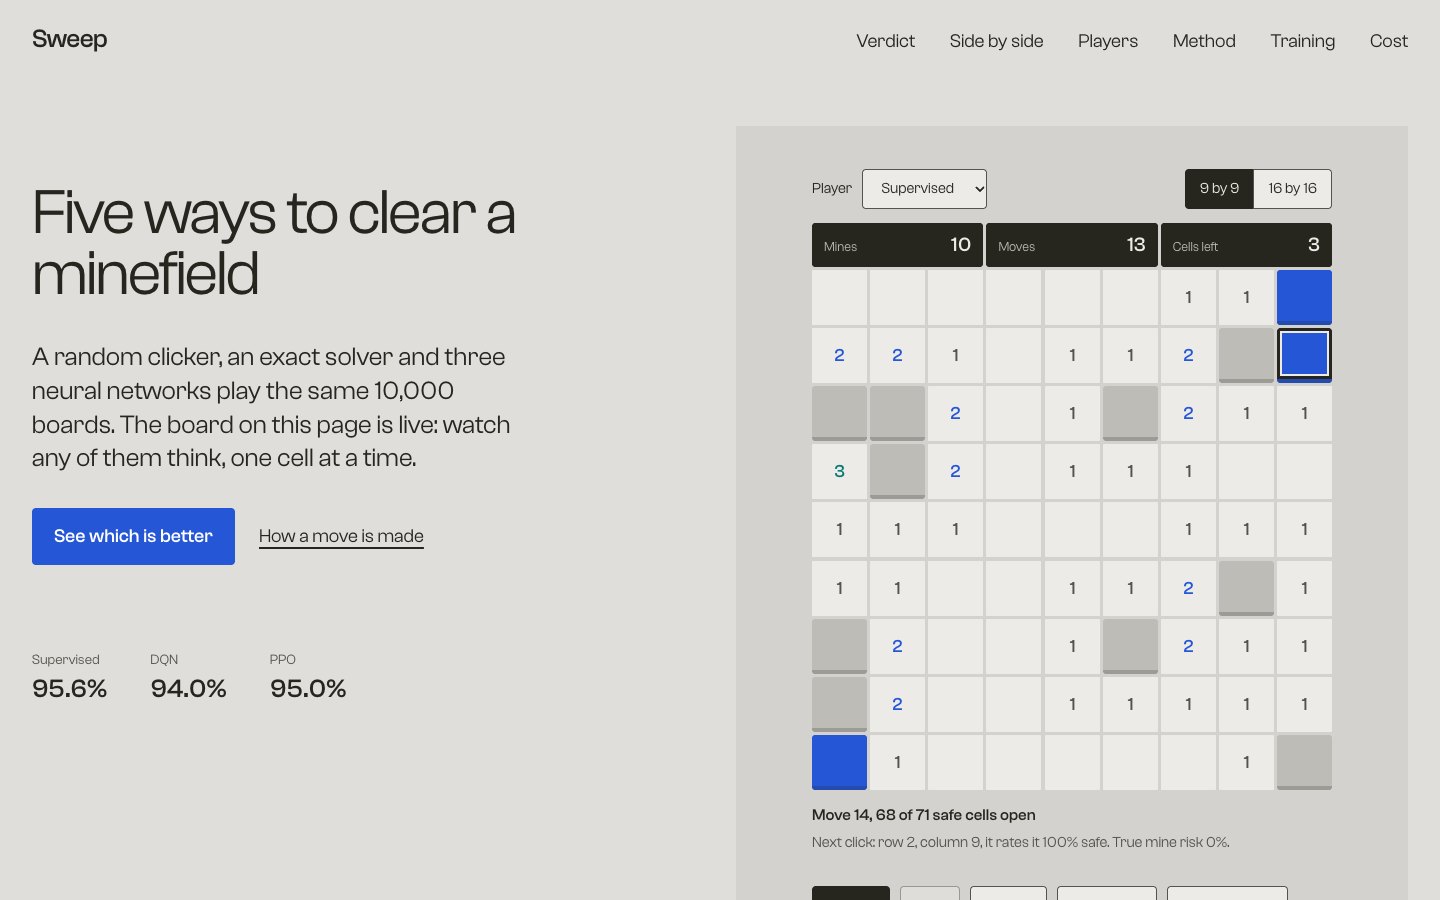 Sweep
Verdict Side by side Players Method Training Cost
Five ways to clear a
minefield
A random clicker, an exact solver and three
neural networks play the same 10,000
boards. The board on this page is live: watch
any of them think, one cell at a time.
See which is better How a move is made
Supervised DQN PPO
95.6% 94.0% 95.0%
Player Supervised 9 by 9 16 by 16
Mines 10 Moves 13 Cells left 3
1 1
2 2 1 1 1 2
2 1 2 1 1
3 2 1 1 1
1 1 1 1 1 1
1 1 1 1 2 1
2 1 2 1 1
2 1 1 1 1 1
1 1
Move 14, 68 of 71 safe cells open
Next click: row 2, column 9, it rates it 100% safe. True mine risk 0%.